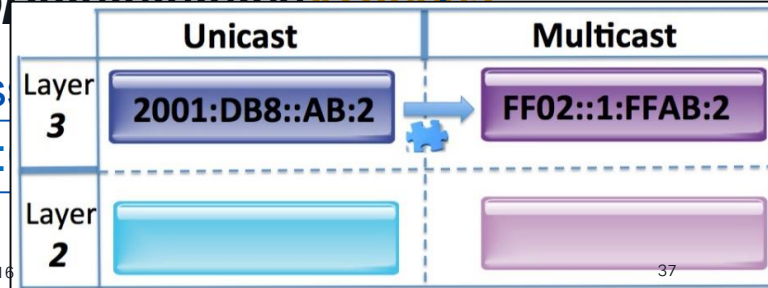 Unicast Multicast
Layer 3 2001:DB8::AB:2 FF02::1:FFAB:2
Layer 2
37